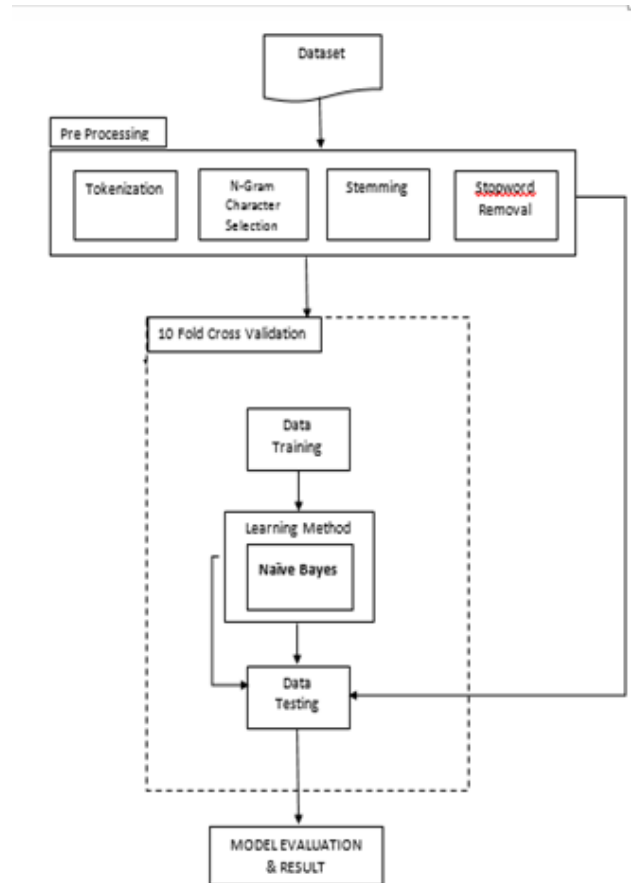 Dataset
Pre Processing
Tokenization
N-Gram
Character
Selection
Stemming
Stopword
Removal
10 Fold Cross Validation
Data
Training
Learning Method
Naïve Bayes
Data
Testing
MODEL EVALUATION
& RESULT